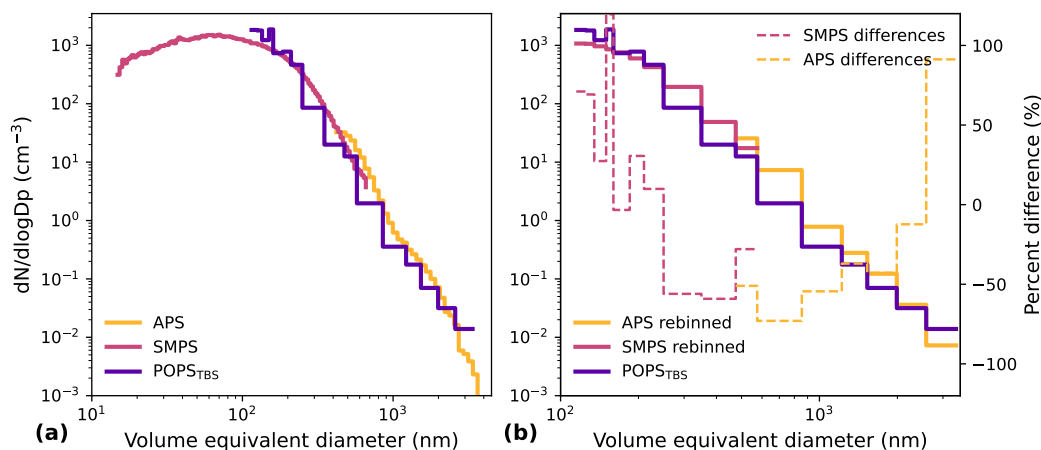 dN/dlogDp (cm⁻³)
10³
10²
10¹
10⁰
10⁻¹
10⁻²
10⁻³
APS
SMPS
POPS_TBS
10¹
10²
10³
(a)
Volume equivalent diameter (nm)
10³
10²
10¹
10⁰
10⁻¹
10⁻²
10⁻³
SMPS differences
APS differences
APS rebinned
SMPS rebinned
POPS_TBS
100
50
0
−50
−100
Percent difference (%)
10²
10³
(b)
Volume equivalent diameter (nm)